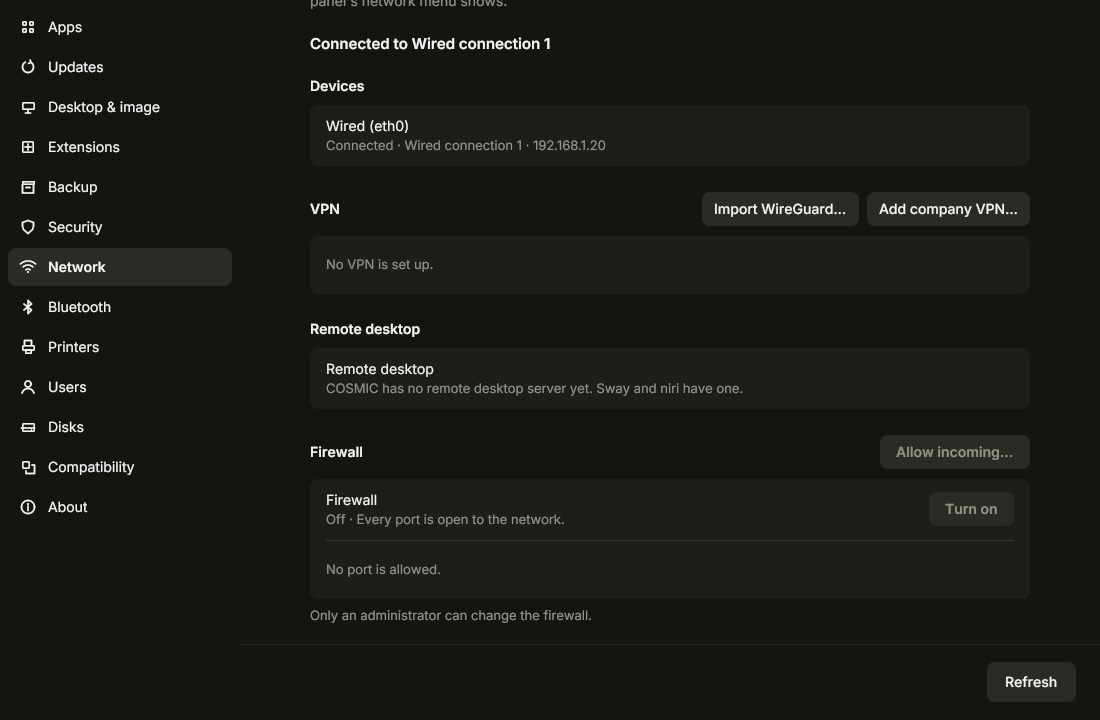 panel's network menu shows.
Apps
Updates
Desktop & image
Extensions
Backup
Security
Network
Bluetooth
Printers
Users
Disks
Compatibility
About
Connected to Wired connection 1
Devices
Wired (eth0)
Connected · Wired connection 1 · 192.168.1.20
VPN
Import WireGuard...
Add company VPN...
No VPN is set up.
Remote desktop
Remote desktop
COSMIC has no remote desktop server yet. Sway and niri have one.
Firewall
Allow incoming...
Firewall
Off · Every port is open to the network.
Turn on
No port is allowed.
Only an administrator can change the firewall.
Refresh